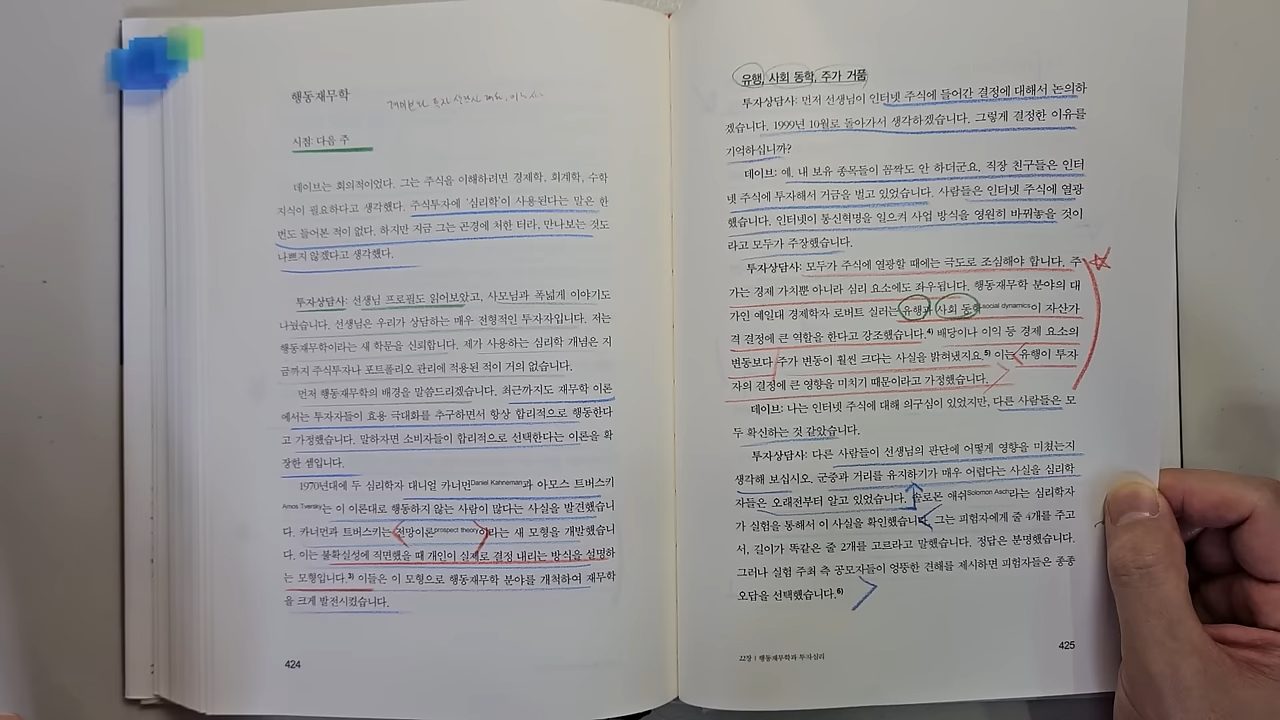 행동재무학
시점: 다음 주
데이브는 회의적이었다. 그는 주식을 이해하려면 경제학, 회계학, 수학
지식이 필요하다고 생각했다. 주식투자에 '심리학'이 사용된다는 말은 한
번도 들어본 적이 없다. 하지만 지금 그는 곤경에 처한 터라, 만나보는 것도
나쁘지 않겠다고 생각했다.
투자상담사: 선생님 프로필도 읽어보았고, 사모님과 폭넓게 이야기도
나눴습니다. 선생님은 우리가 상담하는 매우 전형적인 투자자입니다. 저는
행동재무학이라는 새 학문을 신뢰합니다. 제가 사용하는 심리학 개념은 지
금까지 주식투자나 포트폴리오 관리에 적용된 적이 거의 없습니다.
먼저 행동재무학의 배경을 말씀드리겠습니다. 최근까지도 재무학 이론
에서는 투자자들이 효용 극대화를 추구하면서 항상 합리적으로 행동한다
고 가정했습니다. 말하자면 소비자들이 합리적으로 선택한다는 이론을 확
장한 셈입니다.
1970년대에 두 심리학자 대니얼 카너먼Daniel Kahneman과 아모스 트버스키
Amos Tversky는 이 이론대로 행동하지 않는 사람이 많다는 사실을 발견했습니
다. 카너먼과 트버스키는 전망이론prospect theory이라는 새 모형을 개발했습니
다. 이는 불확실성에 직면했을 때 개인이 실제로 결정 내리는 방식을 설명하
는 모형입니다.3) 이들은 이 모형으로 행동재무학 분야를 개척하여 재무학
을 크게 발전시켰습니다.
424
유행, 사회 동학, 주가 거품
투자상담사: 먼저 선생님이 인터넷 주식에 들어간 결정에 대해서 논의하
겠습니다. 1999년 10월로 돌아가서 생각하겠습니다. 그렇게 결정한 이유를
기억하십니까?
데이브: 예, 내 보유 종목들이 꼼짝도 안 하더군요. 직장 친구들은 인터
넷 주식에 투자해서 거금을 벌고 있었습니다. 사람들은 인터넷 주식에 열광
했습니다. 인터넷이 통신혁명을 일으켜 사업 방식을 영원히 바꿔놓을 것이
라고 모두가 주장했습니다.
투자상담사: 모두가 주식에 열광할 때에는 극도로 조심해야 합니다. 주
가는 경제 가치뿐 아니라 심리 요소에도 좌우됩니다. 행동재무학 분야의 대
가인 예일대 경제학자 로버트 실러는 유행과 사회 동학social dynamics이 자산가
격 결정에 큰 역할을 한다고 강조했습니다.4) 배당이나 이익 등 경제 요소의
변동보다 주가 변동이 훨씬 크다는 사실을 밝혀냈지요.5) 이는 유행이 투자
자의 결정에 큰 영향을 미치기 때문이라고 가정했습니다.
데이브: 나는 인터넷 주식에 대해 의구심이 있었지만, 다른 사람들은 모
두 확신하는 것 같았습니다.
투자상담사: 다른 사람들이 선생님의 판단에 어떻게 영향을 미쳤는지
생각해 보십시오. 군중과 거리를 유지하기가 매우 어렵다는 사실을 심리학
자들은 오래전부터 알고 있었습니다. 솔로몬 애쉬Solomon Asch라는 심리학자
가 실험을 통해서 이 사실을 확인했습니다. 그는 피험자에게 줄 4개를 주고
서, 길이가 똑같은 줄 2개를 고르라고 말했습니다. 정답은 분명했습니다.
그러나 실험 주최 측 공모자들이 엉뚱한 견해를 제시하면 피험자들은 종종
오답을 선택했습니다.6)
22장 | 행동재무학과 투자심리
425